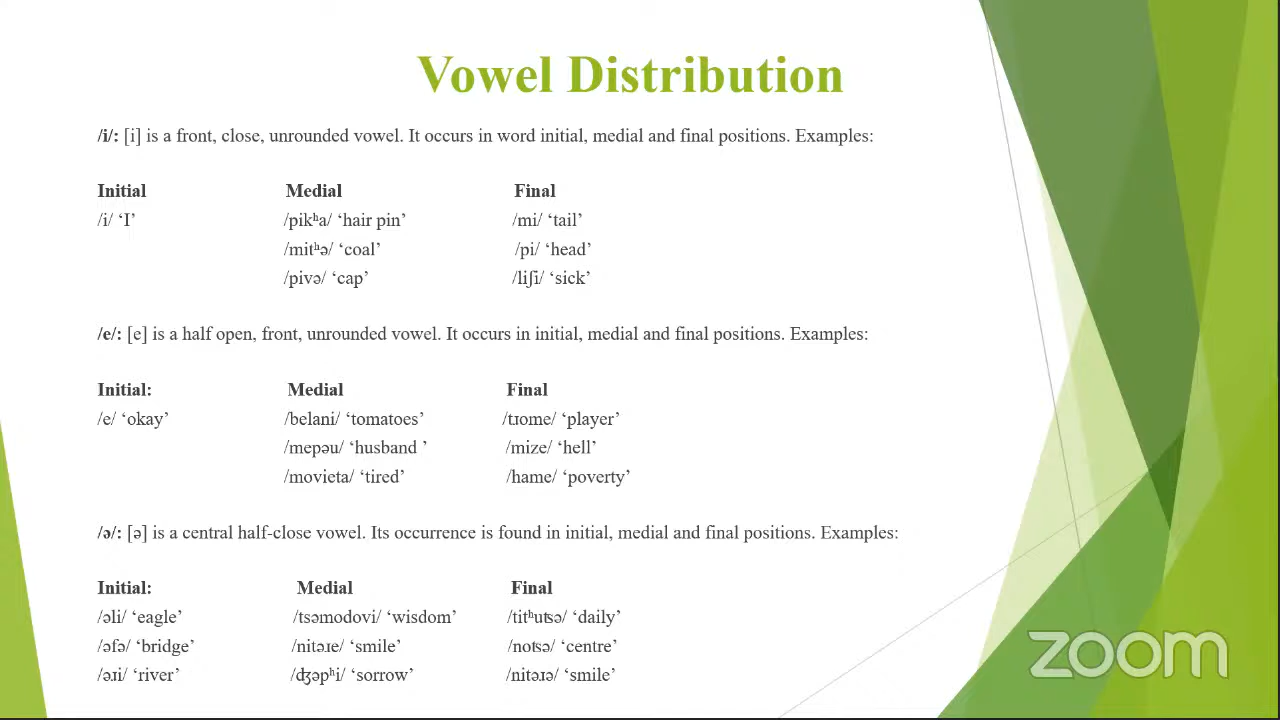 Vowel Distribution
/i/: [i] is a front, close, unrounded vowel. It occurs in word initial, medial and final positions. Examples:
Initial Medial Final
/i/ ‘I’ /pikʰa/ ‘hair pin’ /mi/ ‘tail’
/mitʰə/ ‘coal’ /pi/ ‘head’
/pivə/ ‘cap’ /liʃi/ ‘sick’
/e/: [e] is a half open, front, unrounded vowel. It occurs in initial, medial and final positions. Examples:
Initial: Medial Final
/e/ ‘okay’ /belani/ ‘tomatoes’ /tɹome/ ‘player’
/mepəu/ ‘husband ’ /mize/ ‘hell’
/movieta/ ‘tired’ /hame/ ‘poverty’
/ə/: [ə] is a central half-close vowel. Its occurrence is found in initial, medial and final positions. Examples:
Initial: Medial Final
/əli/ ‘eagle’ /tsəmodovi/ ‘wisdom’ /titʰuʦə/ ‘daily’
/əfə/ ‘bridge’ /nitəɹe/ ‘smile’ /noʦə/ ‘centre’
/əɹi/ ‘river’ /ʤəpʰi/ ‘sorrow’ /nitəɹə/ ‘smile’
zoom